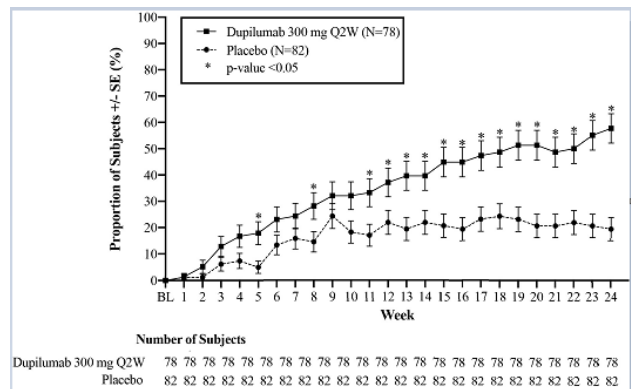 100
90
80
70
60
50
40
30
20
10
0
Proportion of Subjects +/- SE (%)
Dupilumab 300 mg Q2W (N=78)
Placebo (N=82)
* p-value <0.05
* * * * * * * * * * * * * * * *
BL 1 2 3 4 5 6 7 8 9 10 11 12 13 14 15 16 17 18 19 20 21 22 23 24
Week
Number of Subjects
Dupilumab 300 mg Q2W 78 78 78 78 78 78 78 78 78 78 78 78 78 78 78 78 78 78 78 78 78 78 78 78 78
Placebo 82 82 82 82 82 82 82 82 82 82 82 82 82 82 82 82 82 82 82 82 82 82 82 82 82